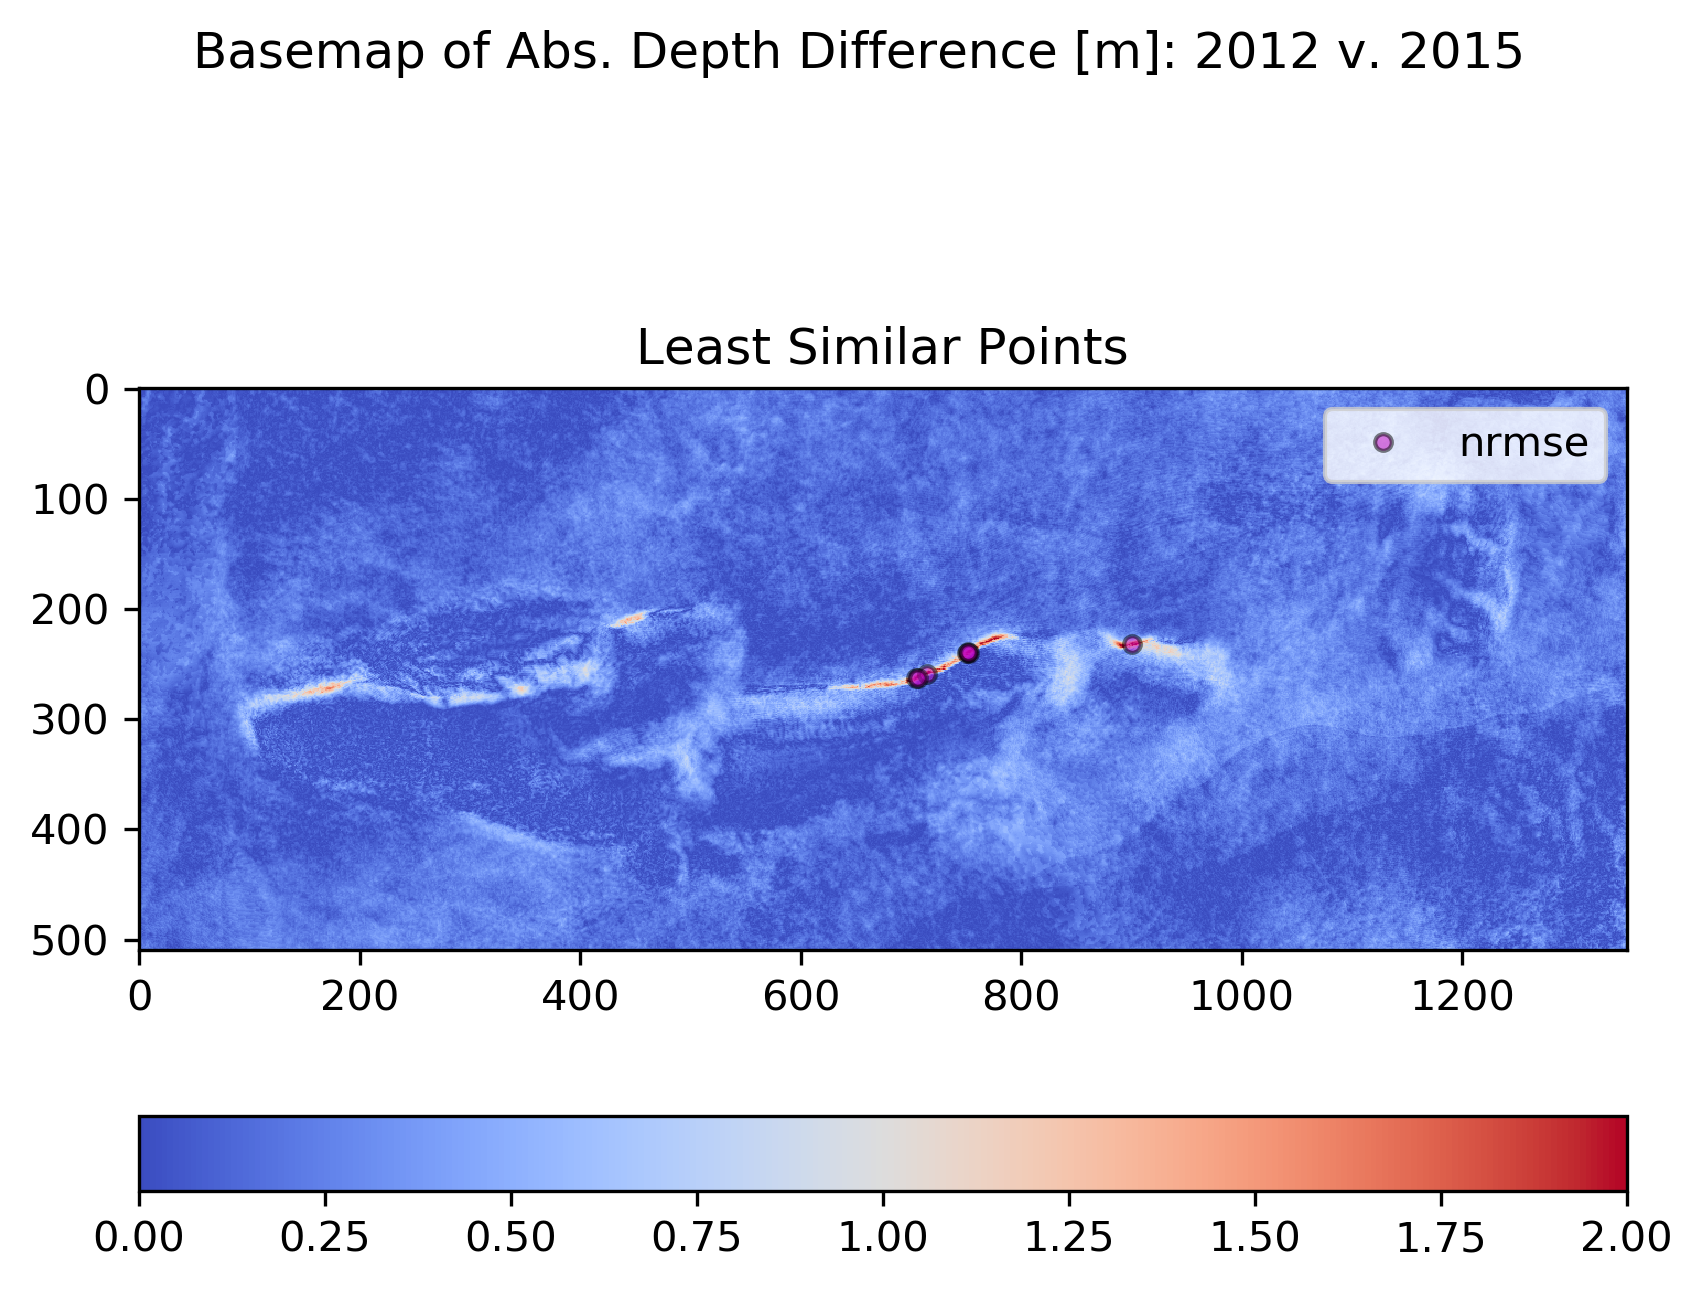 Basemap of Abs. Depth Difference [m]: 2012 v. 2015
Least Similar Points
nrmse
0
100
200
300
400
500
0 200 400 600 800 1000 1200
0.00 0.25 0.50 0.75 1.00 1.25 1.50 1.75 2.00